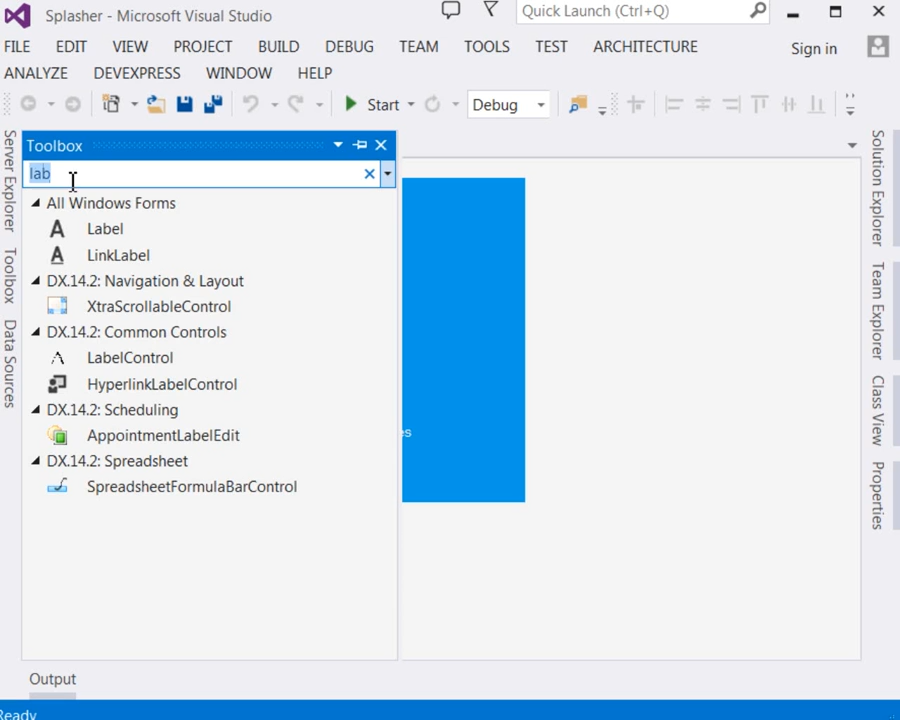 Splasher - Microsoft Visual Studio
Quick Launch (Ctrl+Q)
FILE EDIT VIEW PROJECT BUILD DEBUG TEAM TOOLS TEST ARCHITECTURE
Sign in
ANALYZE DEVEXPRESS WINDOW HELP
Start
Debug
Server Explorer
Toolbox
Data Sources
Toolbox
lab
All Windows Forms
Label
LinkLabel
DX.14.2: Navigation & Layout
XtraScrollableControl
DX.14.2: Common Controls
LabelControl
HyperlinkLabelControl
DX.14.2: Scheduling
AppointmentLabelEdit
DX.14.2: Spreadsheet
SpreadsheetFormulaBarControl
Solution Explorer
Team Explorer
Class View
Properties
Output
Ready